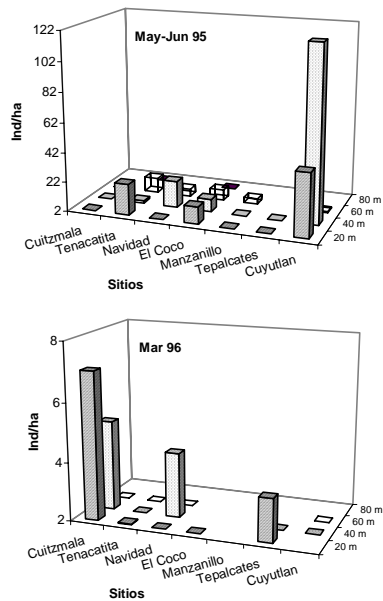 May-Jun 95
Ind/ha
122
102
82
62
42
22
2
Cuitzmala
Tenacatita
Navidad
El Coco
Manzanillo
Tepalcates
Cuyutlan
80 m
60 m
40 m
20 m
Sitios
Mar 96
Ind/ha
8
6
4
2
Cuitzmala
Tenacatita
Navidad
El Coco
Manzanillo
Tepalcates
Cuyutlan
80 m
60 m
40 m
20 m
Sitios